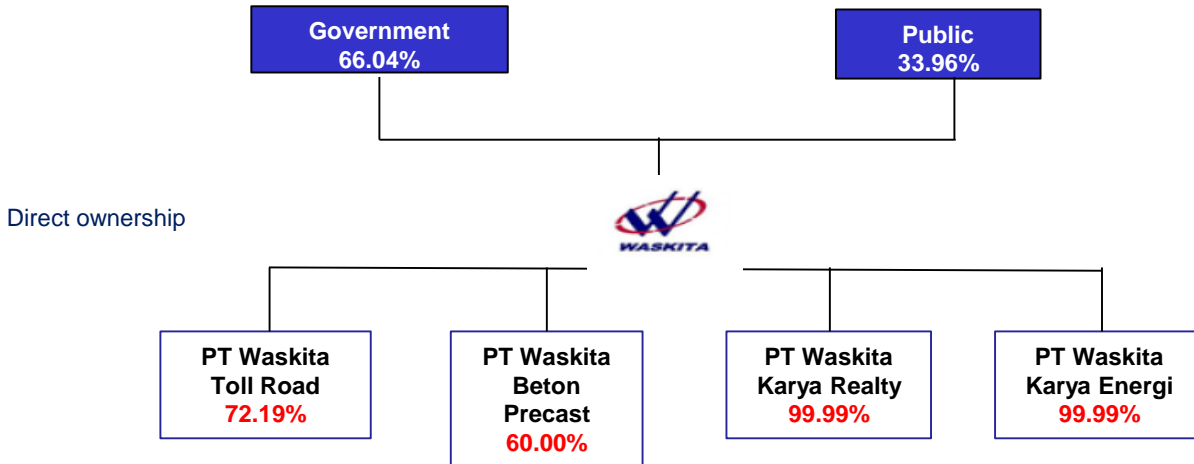 Government
66.04%
Public
33.96%
Direct ownership
WASKITA
PT Waskita
Toll Road
72.19%
PT Waskita
Beton
Precast
60.00%
PT Waskita
Karya Realty
99.99%
PT Waskita
Karya Energi
99.99%